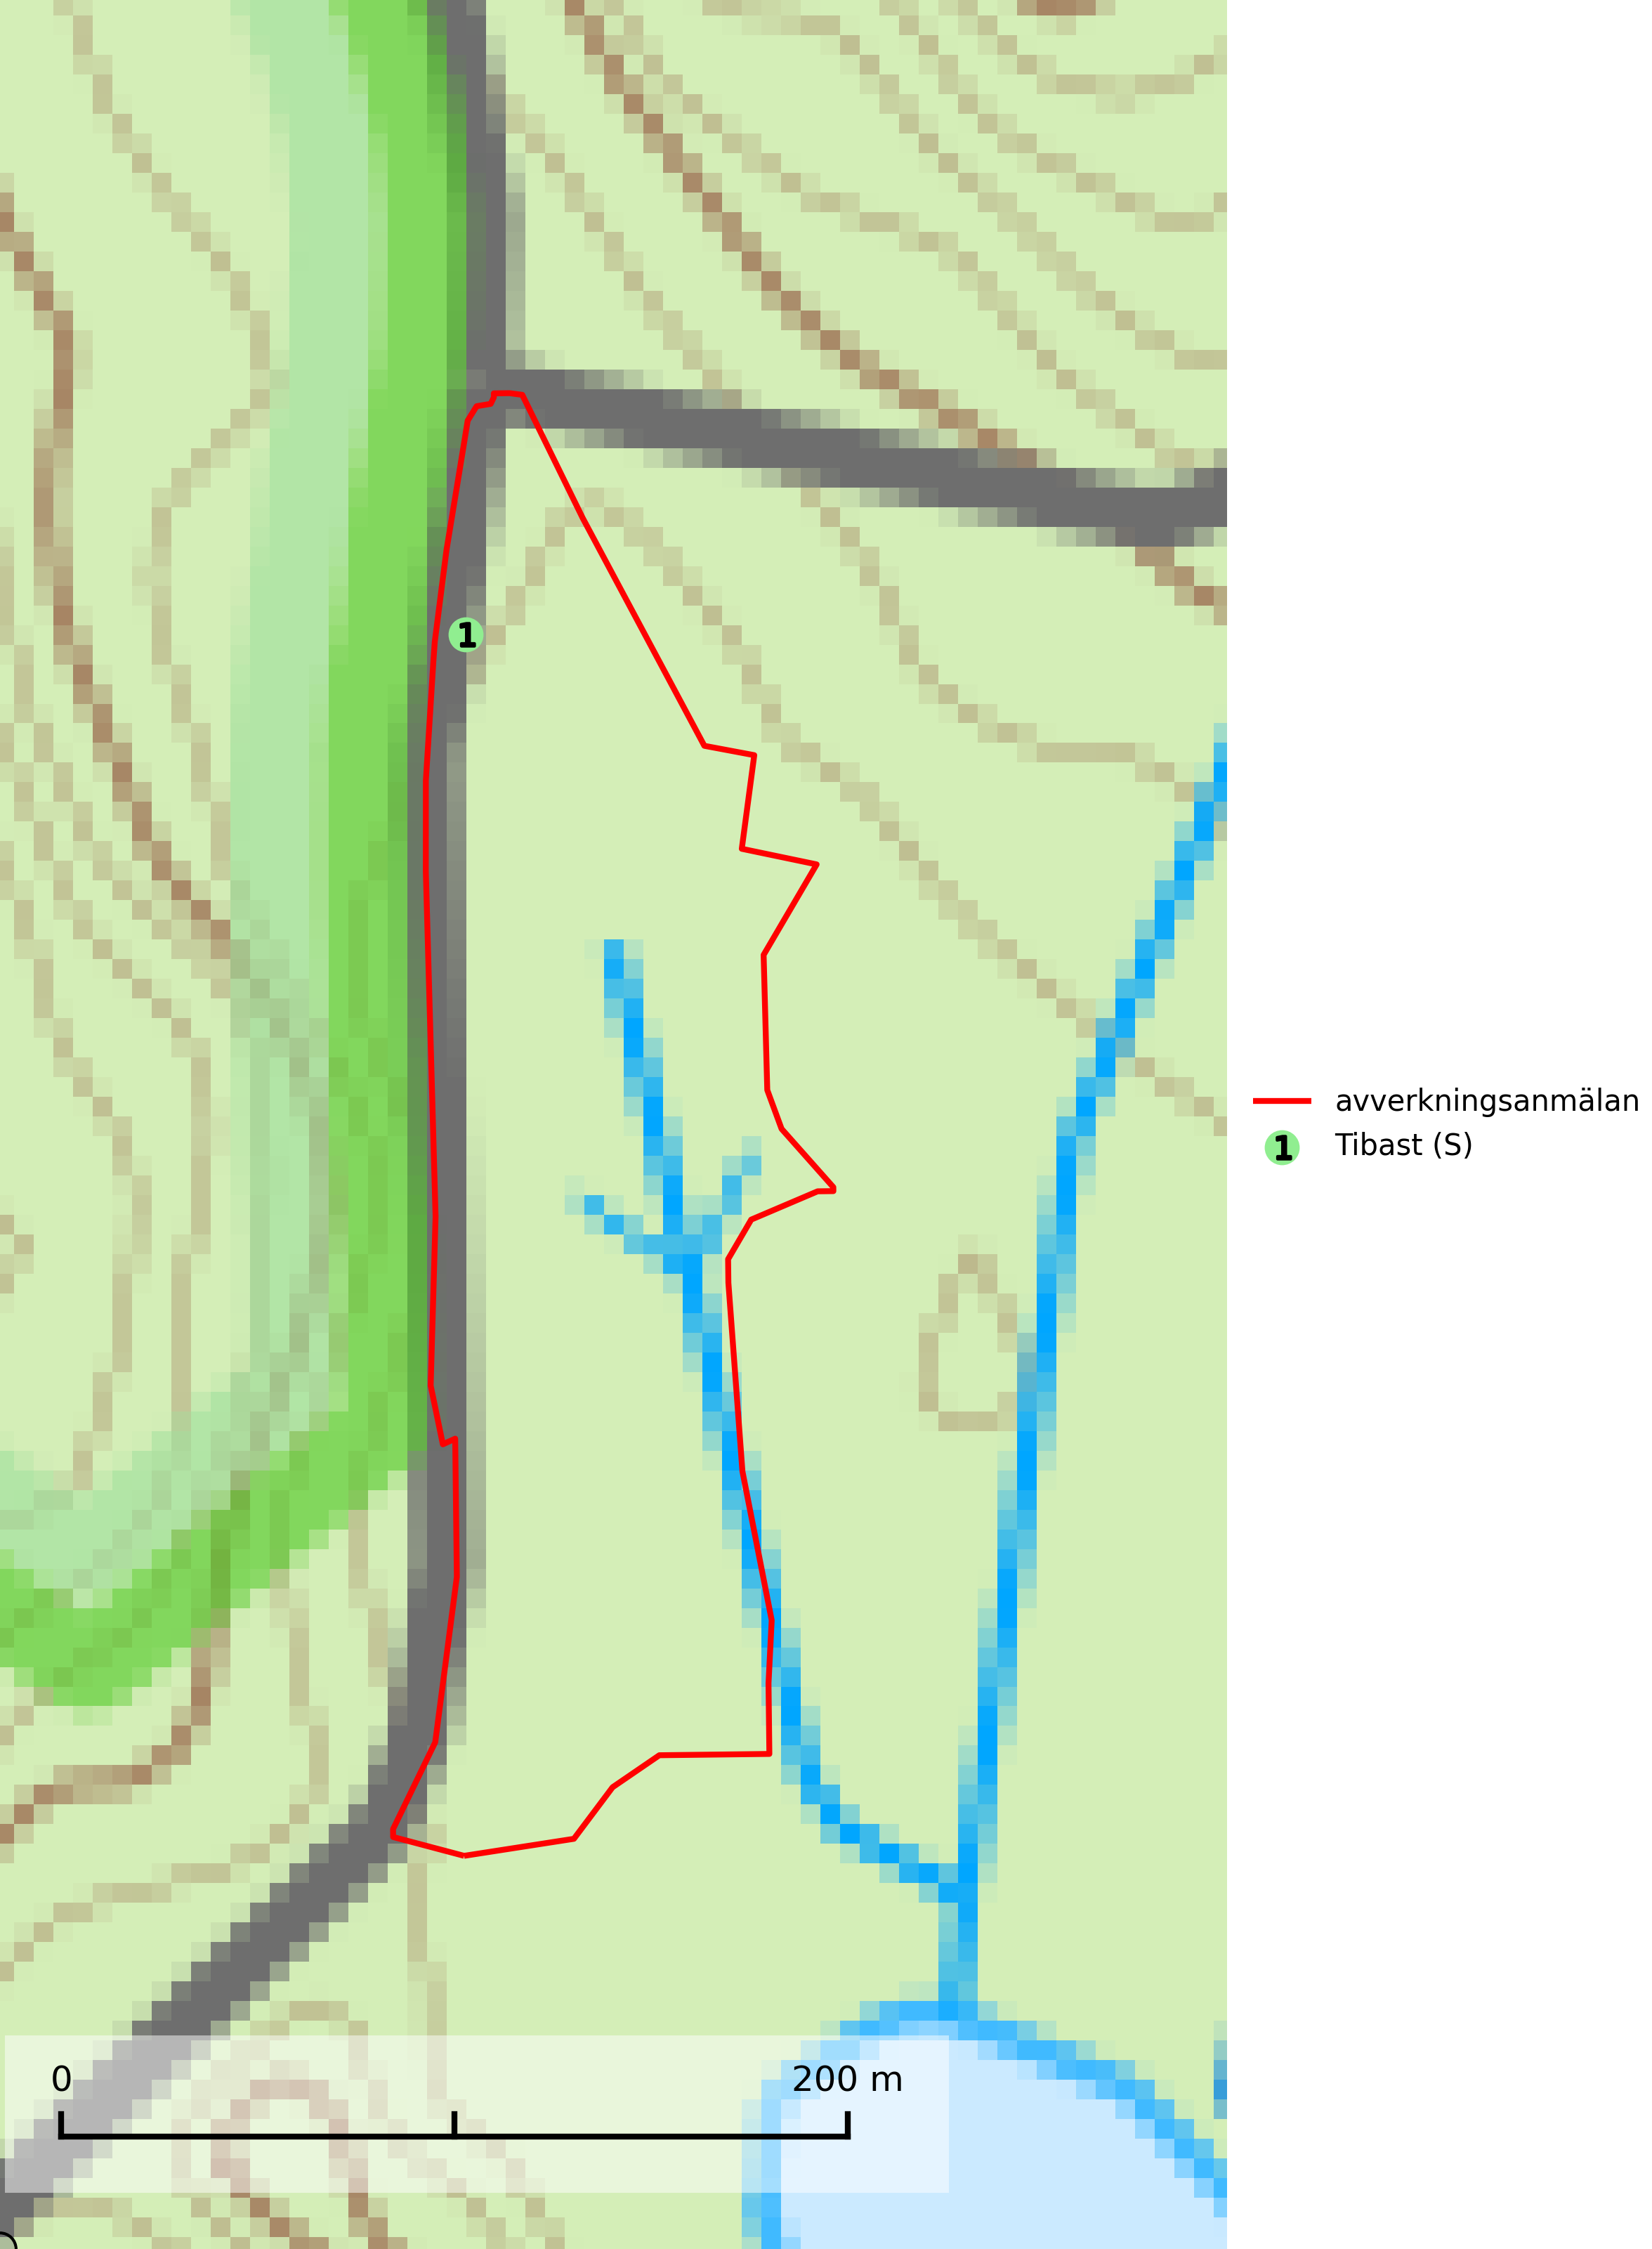 1
avverkningsanmälan
1 Tibast (S)
0 200 m